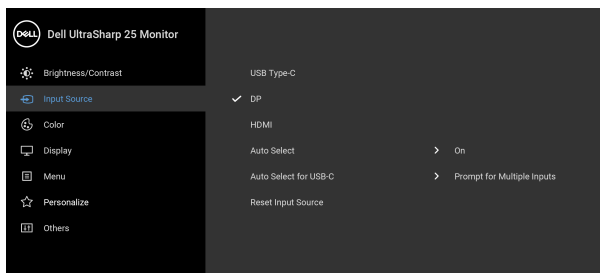 DELL Dell UltraSharp 25 Monitor
Brightness/Contrast
USB Type-C
Input Source
DP
Color
HDMI
Display
Auto Select
On
Menu
Auto Select for USB-C
Prompt for Multiple Inputs
Personalize
Reset Input Source
Others